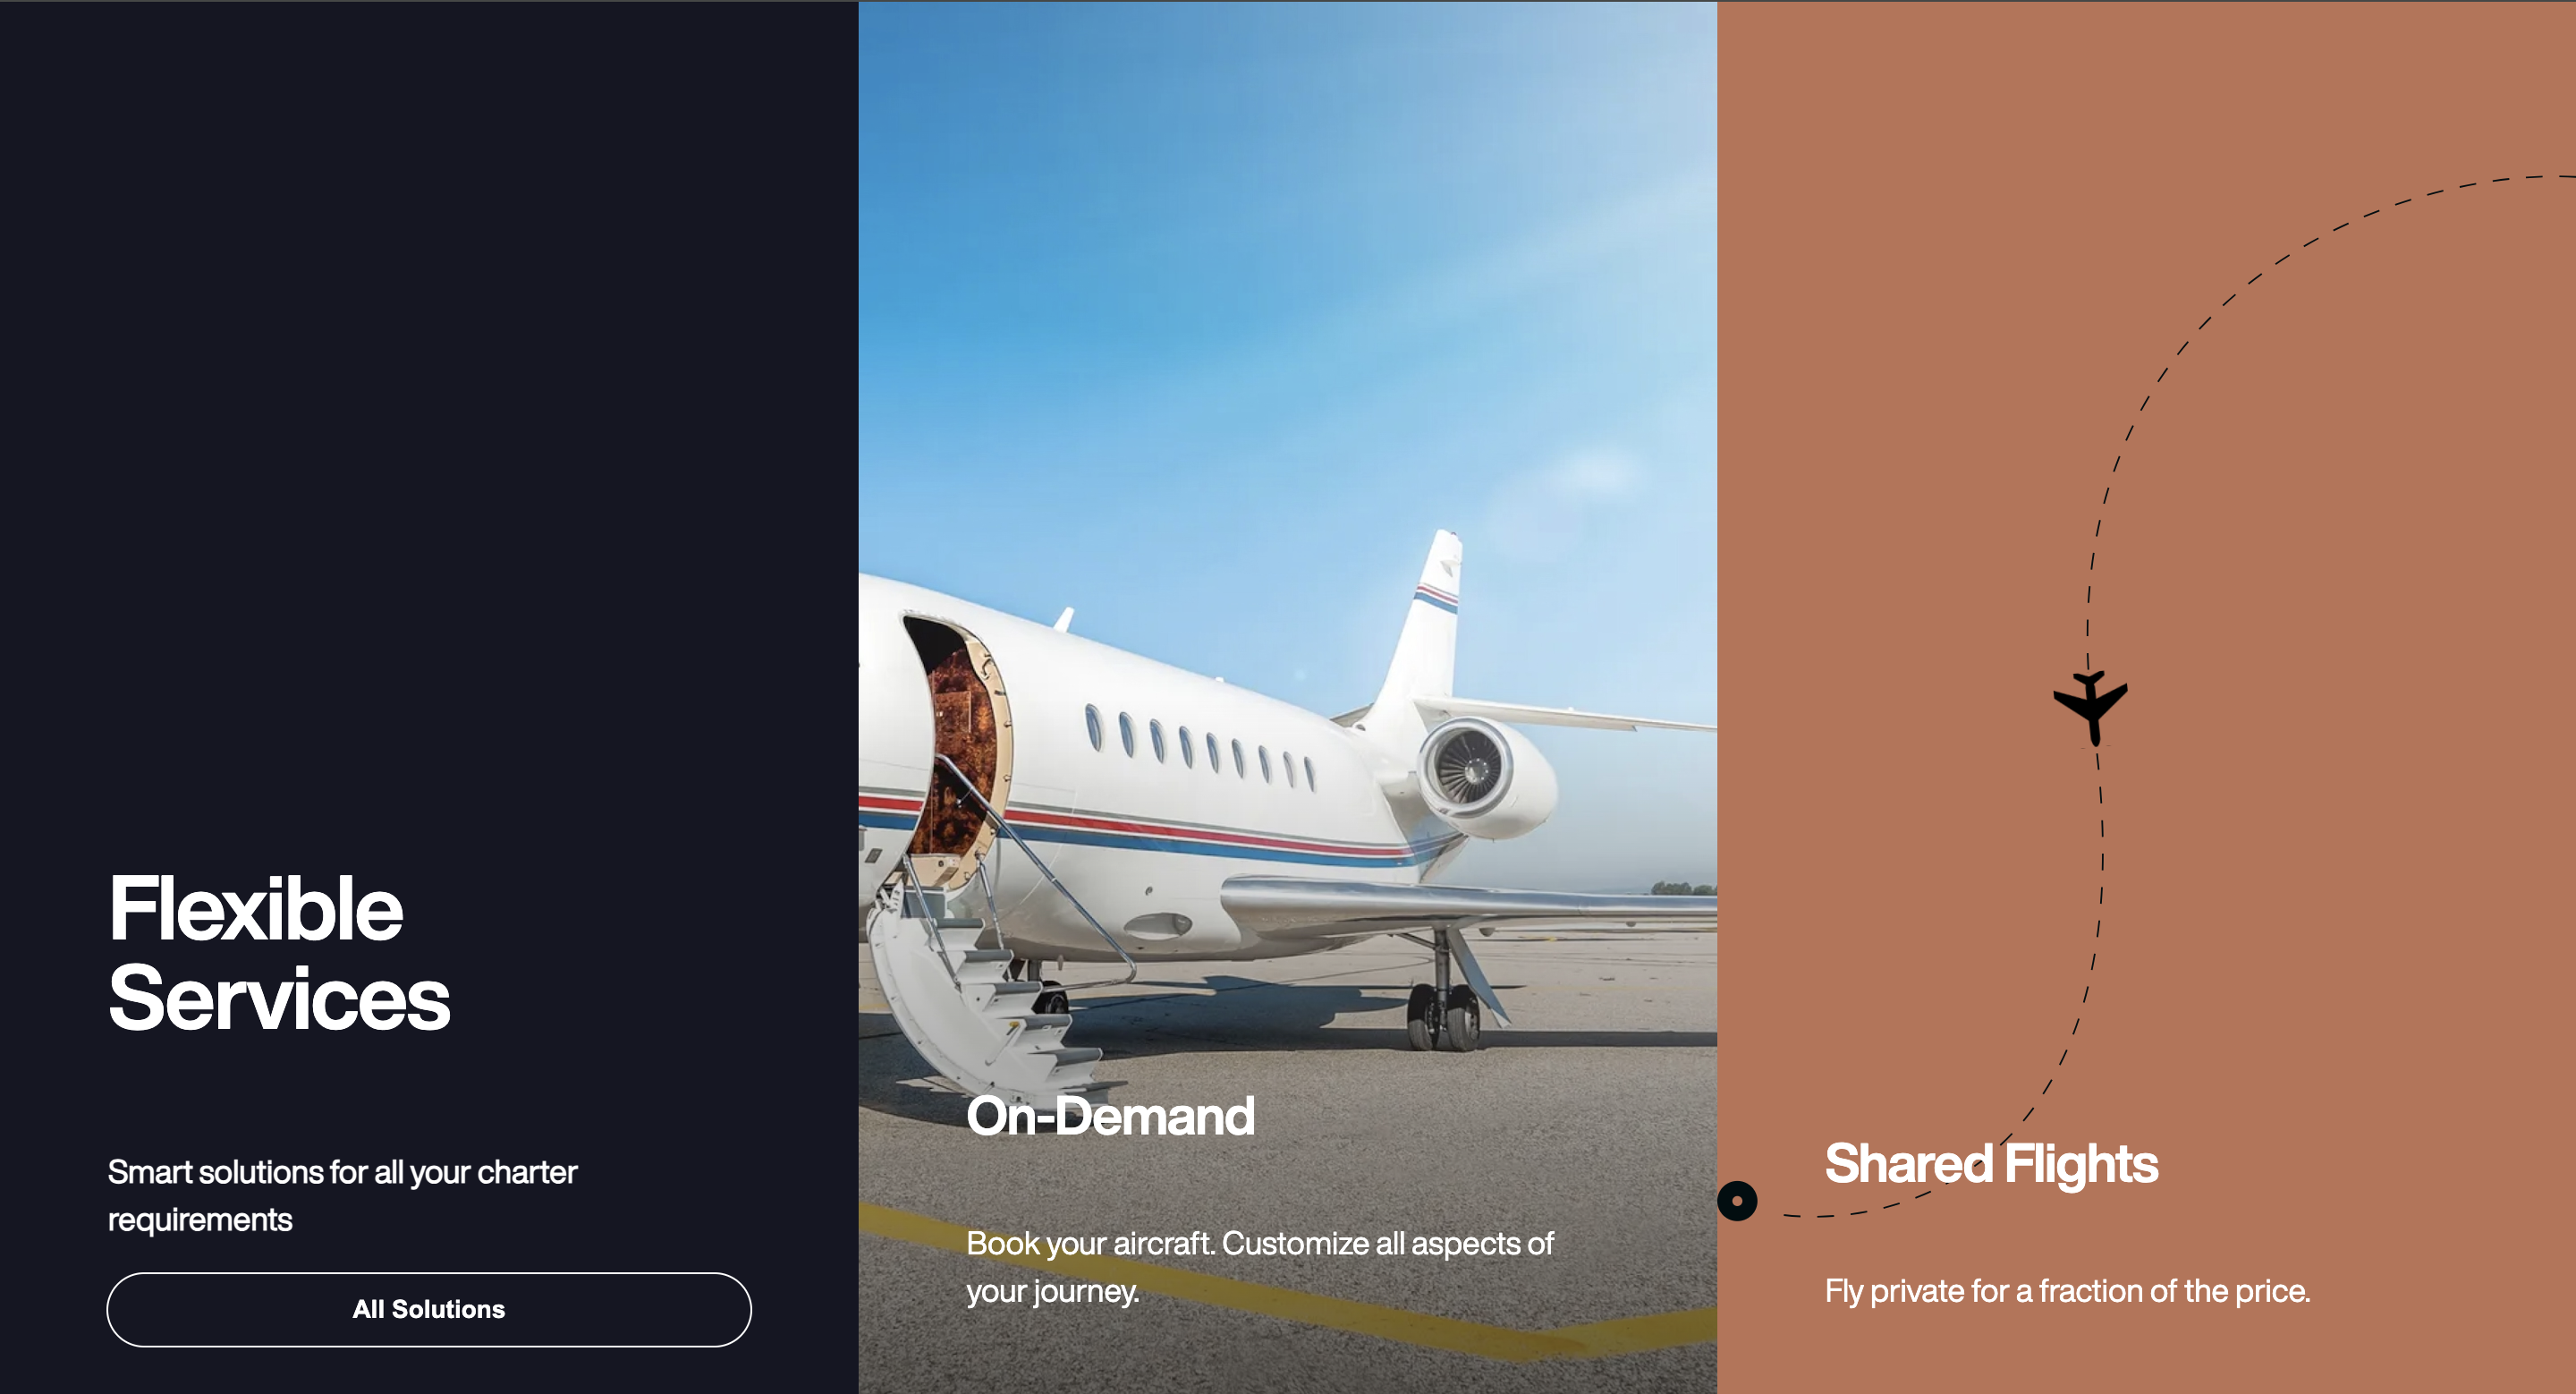 Flexible
Services
Smart solutions for all your charter
requirements
All Solutions
On-Demand
Book your aircraft. Customize all aspects of
your journey.
Shared Flights
Fly private for a fraction of the price.